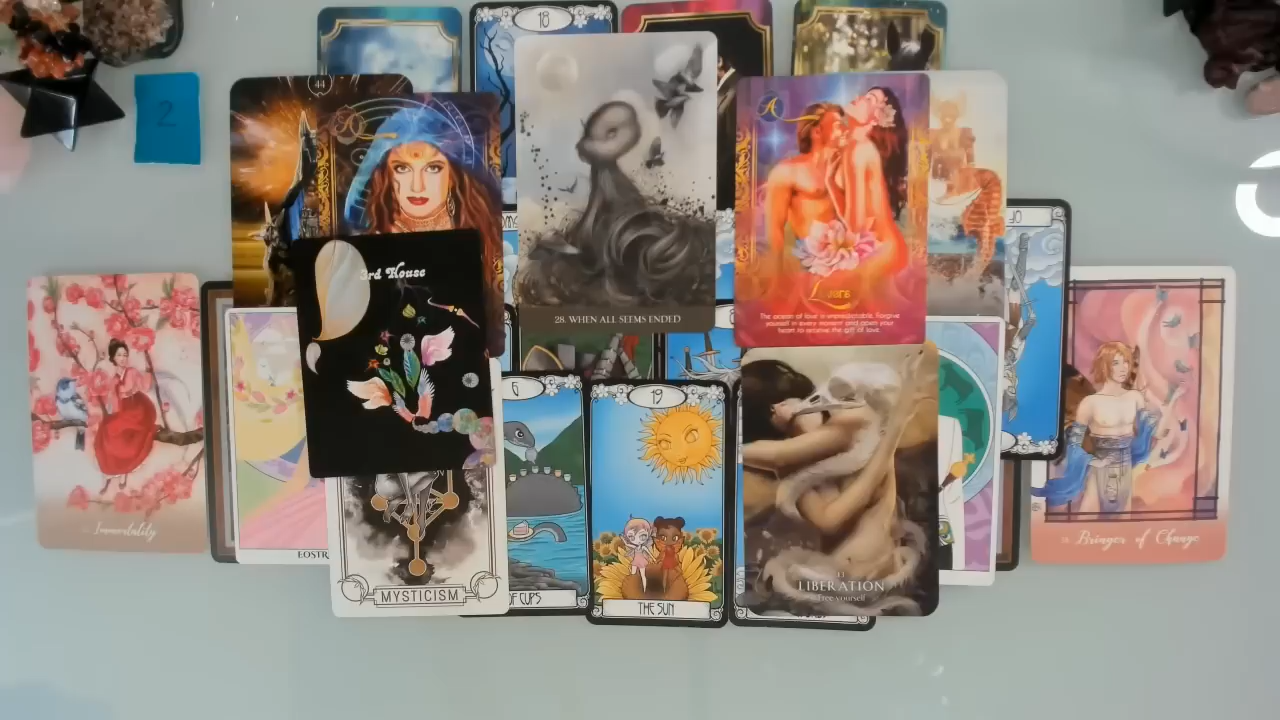 18
44
2
3rd House
28. WHEN ALL SEEMS ENDED
Lovers
The ocean of love is unpredictable. Forgive
yourself in every moment and open your
heart to receive the gift of love.
OF
6
19
Immortality
EOSTR
MYSTICISM
OF CUPS
THE SUN
LIBERATION
Free yourself
Bringer of Change